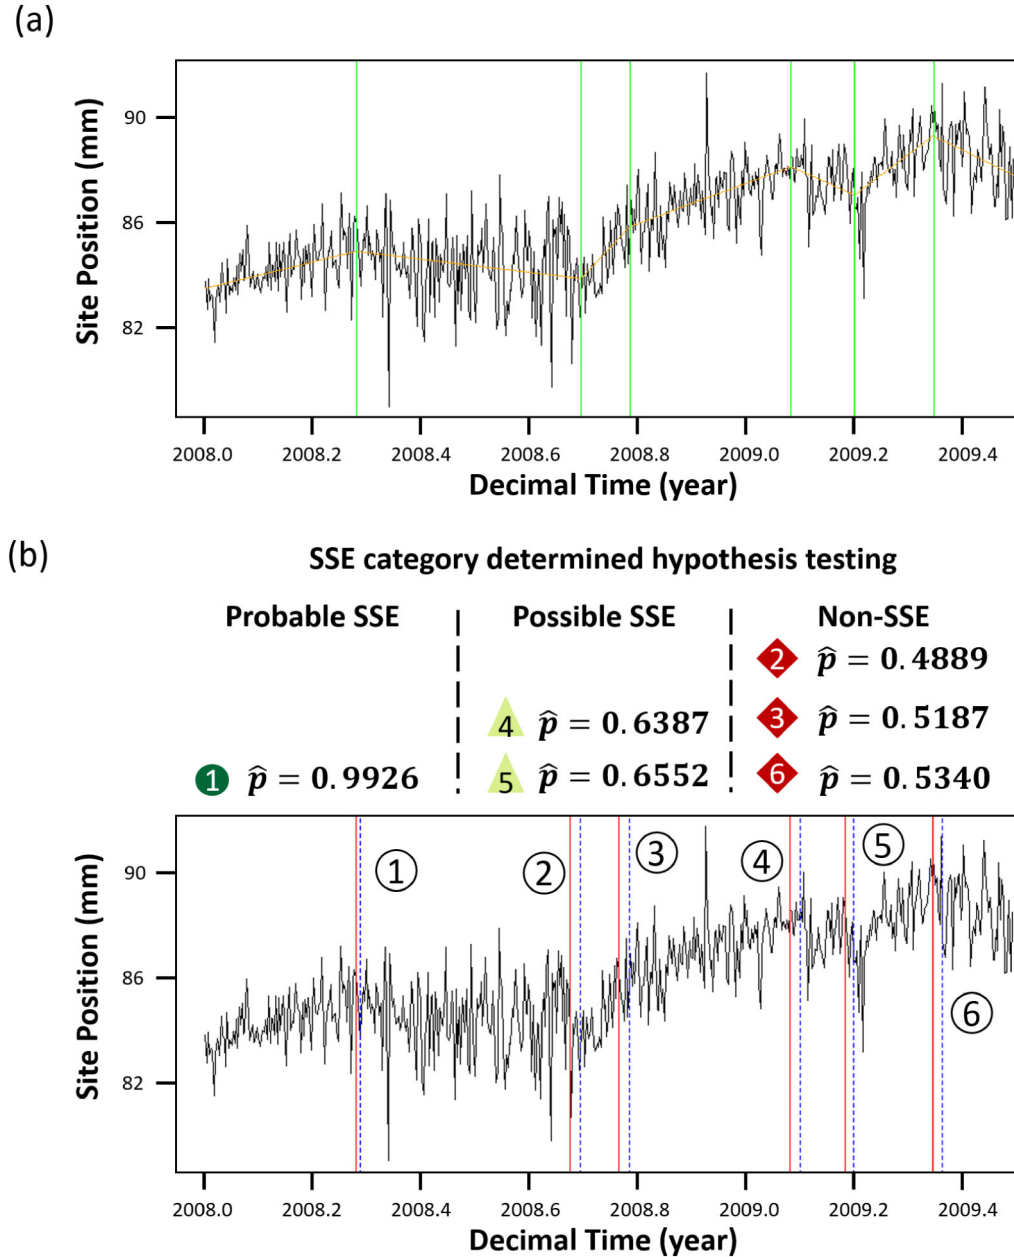 (a)
Site Position (mm)
90
86
82
2008.0 2008.2 2008.4 2008.6 2008.8 2009.0 2009.2 2009.4
Decimal Time (year)
(b)
SSE category determined hypothesis testing
Probable SSE Possible SSE Non-SSE
2 p̂ = 0.4889
4 p̂ = 0.6387 3 p̂ = 0.5187
1 p̂ = 0.9926 5 p̂ = 0.6552 6 p̂ = 0.5340
Site Position (mm)
90
86
82
1 2 3 4 5 6
2008.0 2008.2 2008.4 2008.6 2008.8 2009.0 2009.2 2009.4
Decimal Time (year)